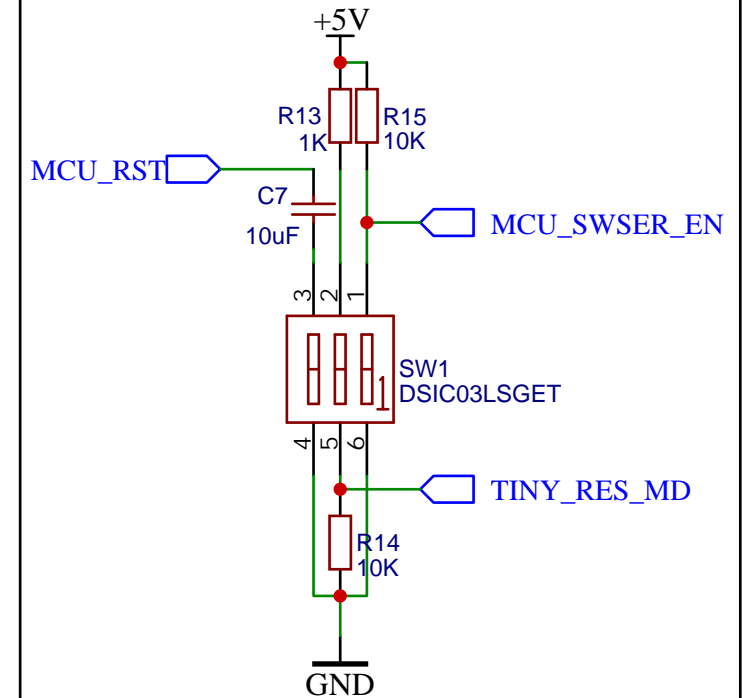 +5V
R13
1K
R15
10K
MCU_RST
C7
10uF
MCU_SWSER_EN
3
2
1
SW1
DSIC03LSGET
1
4
5
6
TINY_RES_MD
R14
10K
GND